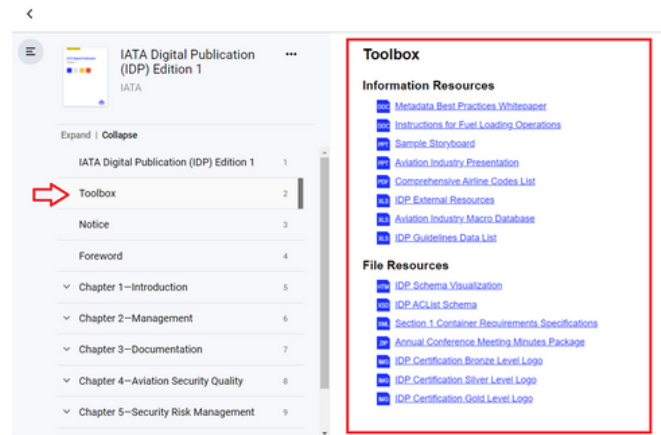 IATA Digital Publication
(IDP) Edition 1
IATA
Expand | Collapse
IATA Digital Publication (IDP) Edition 1 1
Toolbox 2
Notice 3
Foreword 4
Chapter 1—Introduction 5
Chapter 2—Management 6
Chapter 3—Documentation 7
Chapter 4—Aviation Security Quality 8
Chapter 5—Security Risk Management 9
Toolbox
Information Resources
DOC Metadata Best Practices Whitepaper
DOC Instructions for Fuel Loading Operations
PPT Sample Storyboard
PPT Aviation Industry Presentation
PDF Comprehensive Airline Codes List
XLS IDP External Resources
XLS Aviation Industry Macro Database
XLS IDP Guidelines Data List
File Resources
HTM IDP Schema Visualization
XSD IDP ACList Schema
XML Section 1 Container Requirements Specifications
ZIP Annual Conference Meeting Minutes Package
IMG IDP Certification Bronze Level Logo
IMG IDP Certification Silver Level Logo
IMG IDP Certification Gold Level Logo